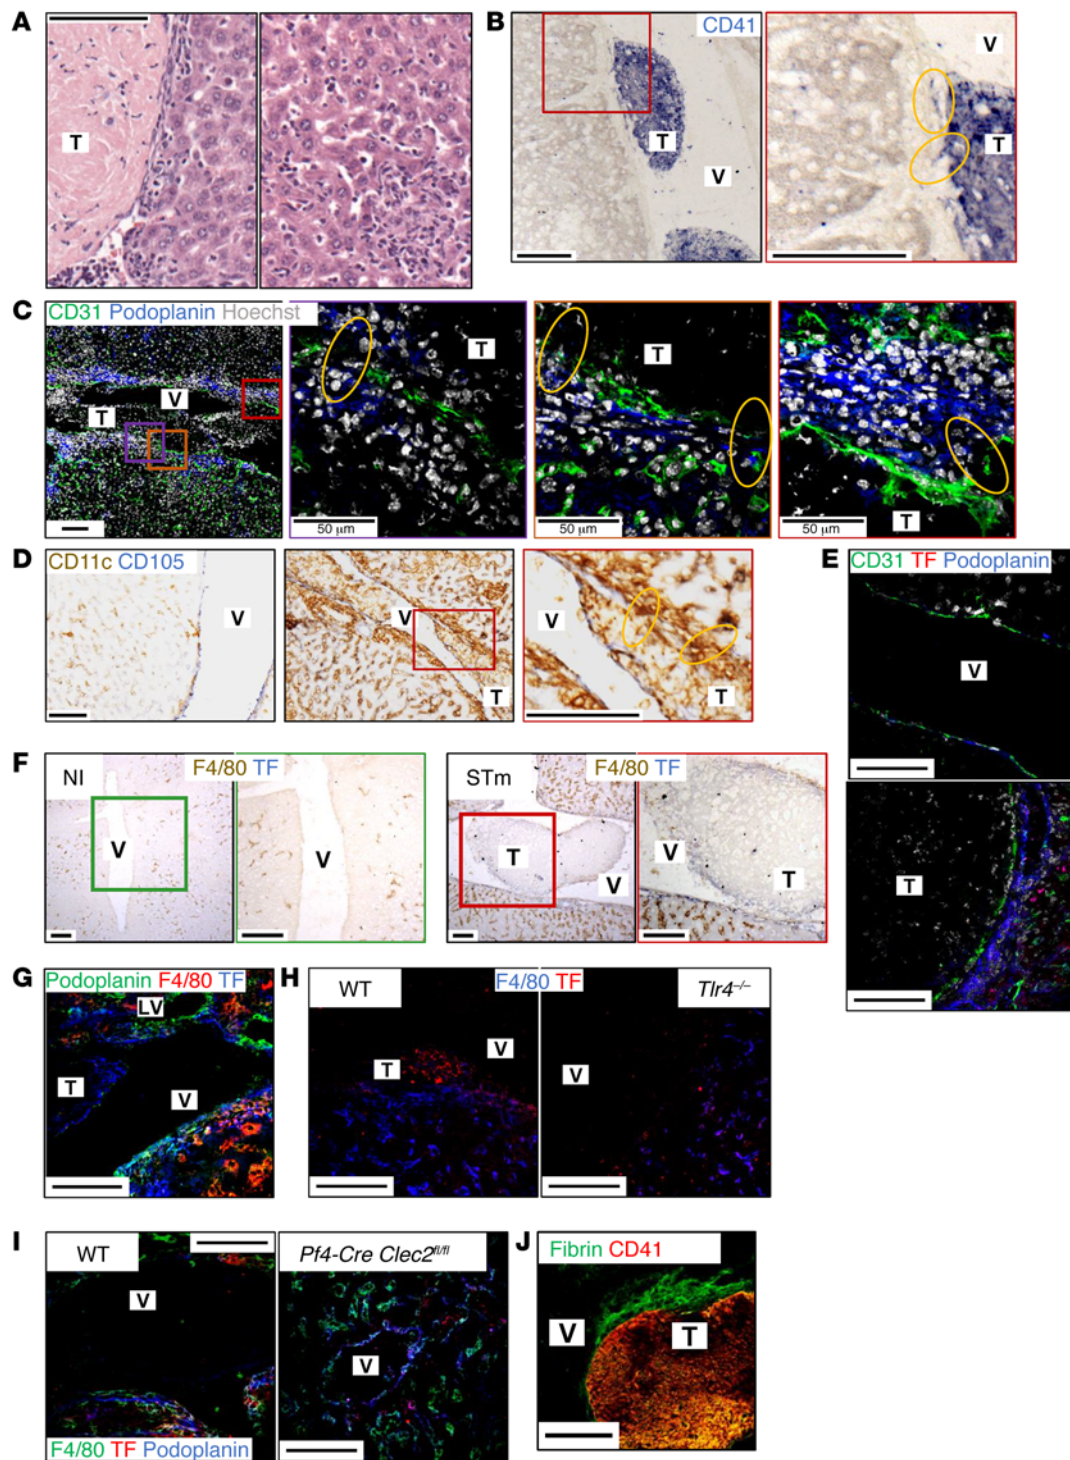 A
T
B
CD41
T
V
V
T
C
CD31 Podoplanin Hoechst
V
T
T
50 µm
T
50 µm
T
50 µm
D
CD11c CD105
V
V
T
V
T
E
CD31 TF Podoplanin
V
T
F
NI
F4/80 TF
V
V
STm
F4/80 TF
T
V
V
T
G
Podoplanin F4/80 TF
LV
T
V
H
WT
F4/80 TF
Tlr4–/–
T
V
V
I
WT
V
F4/80 TF Podoplanin
Pf4-Cre Clec2fl/fl
V
J
Fibrin CD41
V
T